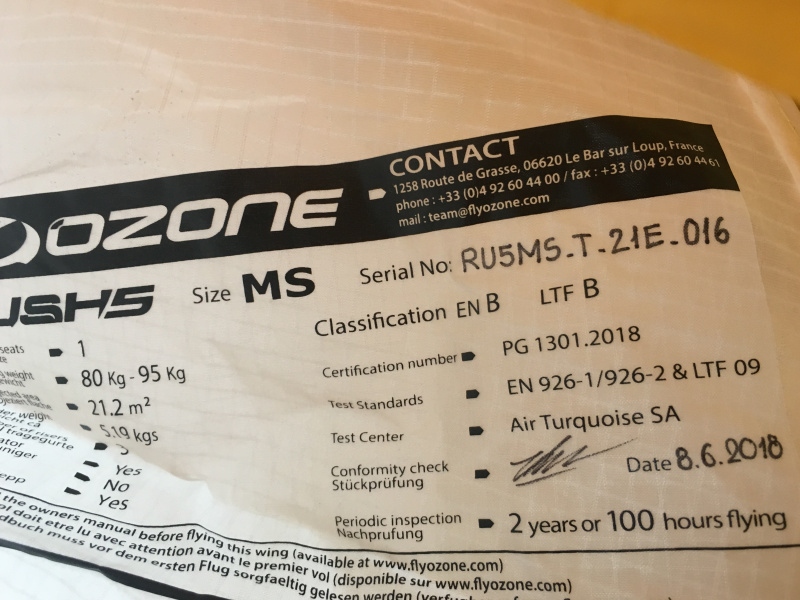 OZONE
CONTACT
1258 Route de Grasse, 06620 Le Bar sur Loup, France
phone : +33 (0)4 92 60 44 00 / fax : +33 (0)4 92 60 44 61
mail : team@flyozone.com
USH5 Size MS Serial No: RU5MS_T_21E_016
Classification EN B LTF B
seats 1
weight 80 Kg - 95 Kg
21.2 m²
5.19 kgs
Yes
No
Yes
Certification number PG 1301.2018
Test Standards EN 926-1/926-2 & LTF 09
Test Center Air Turquoise SA
Conformity check
Stückprüfung Date 8.6.2018
Periodic inspection
Nachprufung 2 years or 100 hours flying
the owners manual before flying this wing (available at www.flyozone.com)
doit etre lu avec attention avant le premier vol (disponible sur www.flyozone.com)
dbuch muss vor dem ersten Flug sorgfaeltig gelesen werden